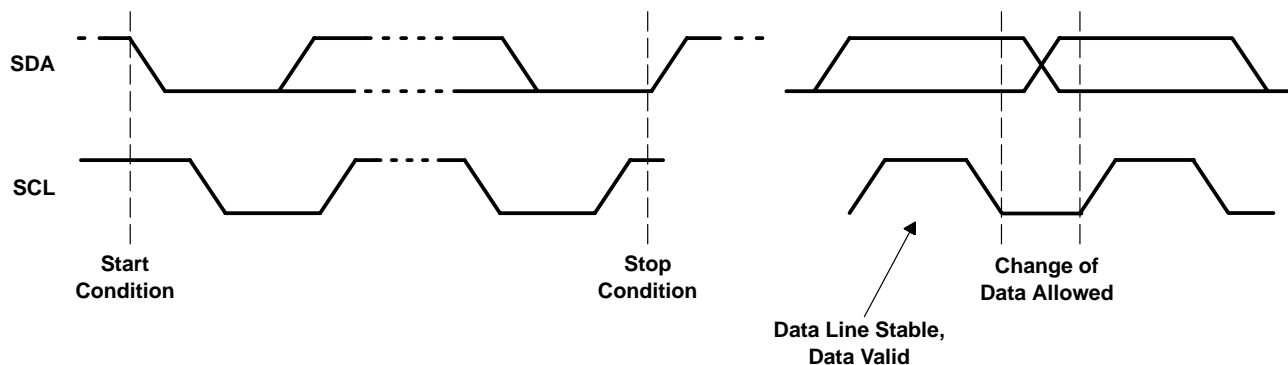 SDA
SCL
Start
Condition
Stop
Condition
Change of
Data Allowed
Data Line Stable,
Data Valid